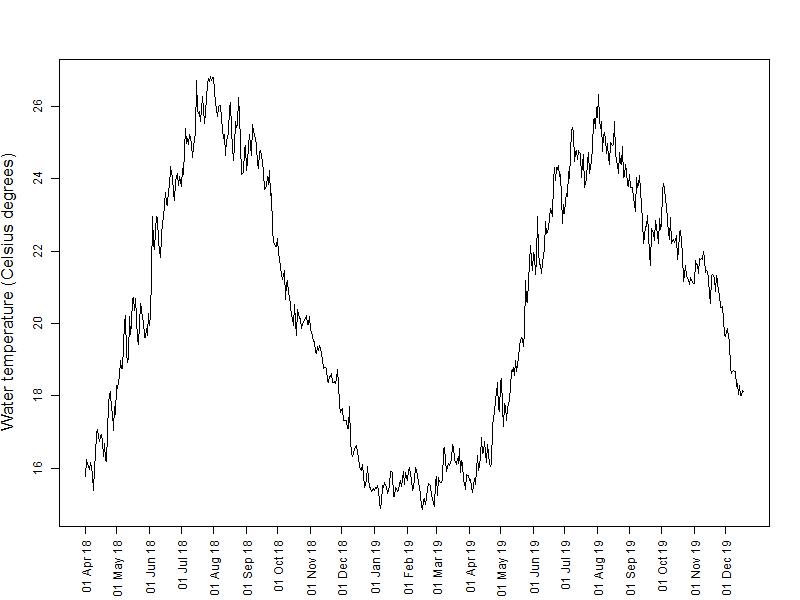 Water temperature (Celsius degrees)
26
24
22
20
18
16
01 Apr 18
01 May 18
01 Jun 18
01 Jul 18
01 Aug 18
01 Sep 18
01 Oct 18
01 Nov 18
01 Dec 18
01 Jan 19
01 Feb 19
01 Mar 19
01 Apr 19
01 May 19
01 Jun 19
01 Jul 19
01 Aug 19
01 Sep 19
01 Oct 19
01 Nov 19
01 Dec 19